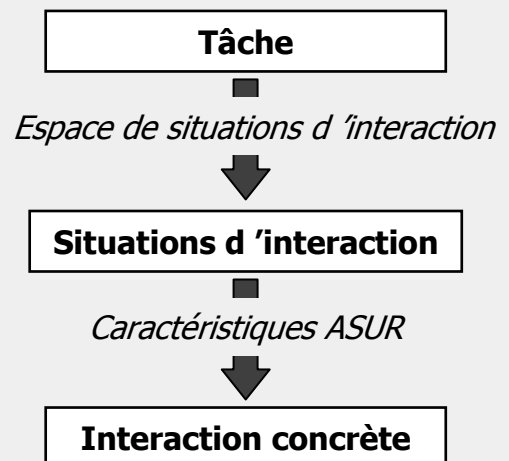 Tâche
Espace de situations d ’interaction
Situations d ’interaction
Caractéristiques ASUR
Interaction concrète